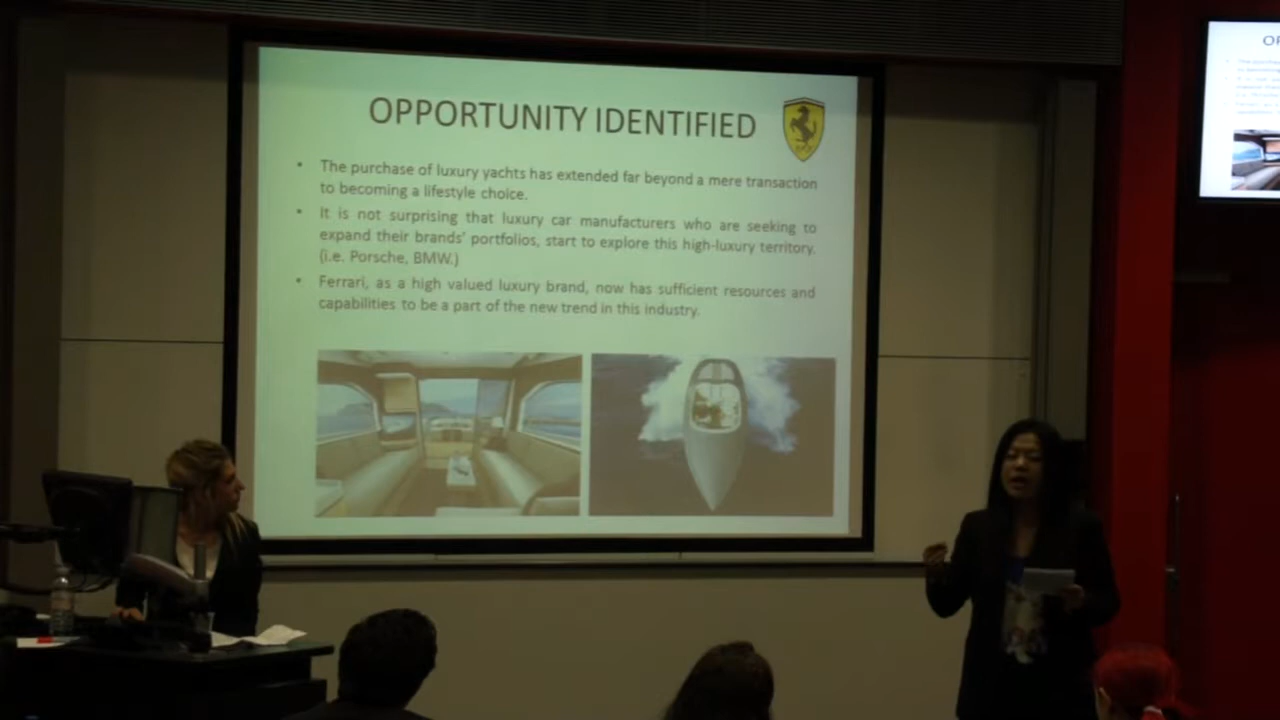 OPPORTUNITY IDENTIFIED
• The purchase of luxury yachts has extended far beyond a mere transaction
to becoming a lifestyle choice.
• It is not surprising that luxury car manufacturers who are seeking to
expand their brands' portfolios, start to explore this high-luxury territory.
(i.e. Porsche, BMW.)
• Ferrari, as a high valued luxury brand, now has sufficient resources and
capabilities to be a part of the new trend in this industry.